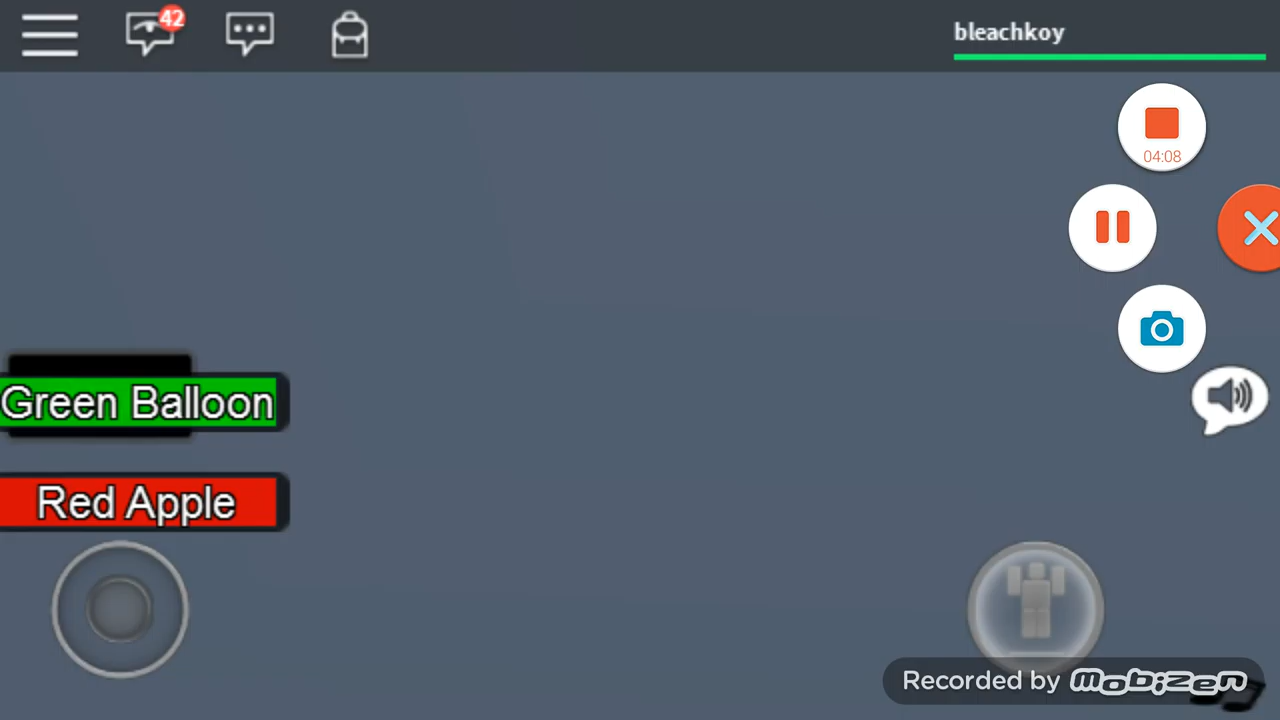 42
bleachkoy
04:08
Green Balloon
Red Apple
Recorded by mobizen